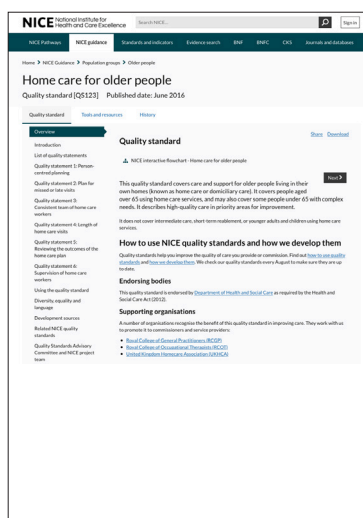 NICE National Institute for
Health and Care Excellence
Search NICE...
Sign in
NICE Pathways NICE guidance Standards and indicators Evidence search BNF BNFC CKS Journals and databases
Home > NICE Guidance > Population groups > Older people
Home care for older people
Quality standard [QS123] Published date: June 2016
Quality standard Tools and resources History
Overview
Introduction
List of quality statements
Quality statement 1: Person-
centred planning
Quality statement 2: Plan for
missed or late visits
Quality statement 3:
Consistent team of home care
workers
Quality statement 4: Length of
home care visits
Quality statement 5:
Reviewing the outcomes of the
home care plan
Quality statement 6:
Supervision of home care
workers
Using the quality standard
Diversity, equality and
language
Development sources
Related NICE quality
standards
Quality Standards Advisory
Committee and NICE project
team
Share Download
Quality standard
NICE interactive flowchart - Home care for older people
Next >
This quality standard covers care and support for older people living in their
own homes (known as home care or domiciliary care). It covers people aged
over 65 using home care services, and may also cover some people under 65 with complex
needs. It describes high-quality care in priority areas for improvement.
It does not cover intermediate care, short-term reablement, or younger adults and children using home care
services.
How to use NICE quality standards and how we develop them
Quality standards help you improve the quality of care you provide or commission. Find out how to use quality
standards and how we develop them. We check our quality standards every August to make sure they are up
to date.
Endorsing bodies
This quality standard is endorsed by Department of Health and Social Care as required by the Health and
Social Care Act (2012).
Supporting organisations
A number of organisations recognise the benefit of this quality standard in improving care. They work with us
to promote it to commissioners and service providers:
• Royal College of General Practitioners (RCGP)
• Royal College of Occupational Therapists (RCOT)
• United Kingdom Homecare Association (UKHCA)